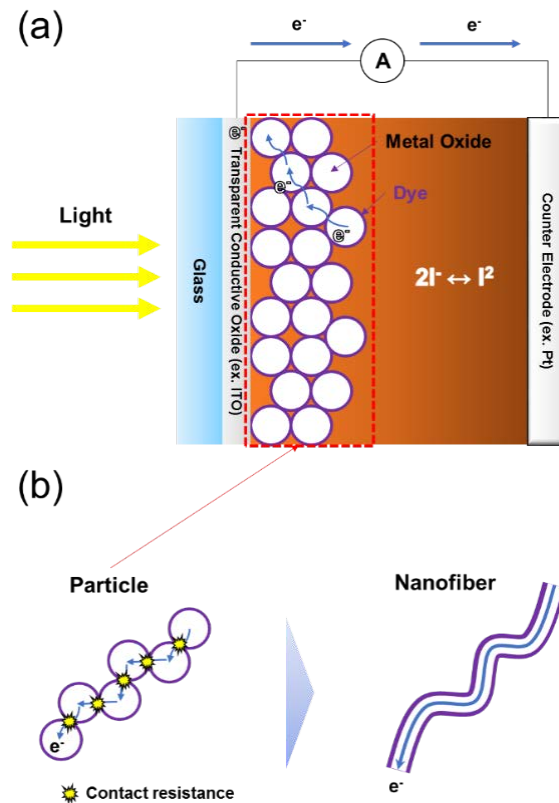 (a)
e⁻ e⁻
A
Light
Glass
e⁻ Transparent Conductive Oxide (ex. ITO)
e⁻
e⁻
Metal Oxide
Dye
2I⁻ ↔ I²
Counter Electrode (ex. Pt)
(b)
Particle
Nanofiber
e⁻
e⁻
Contact resistance